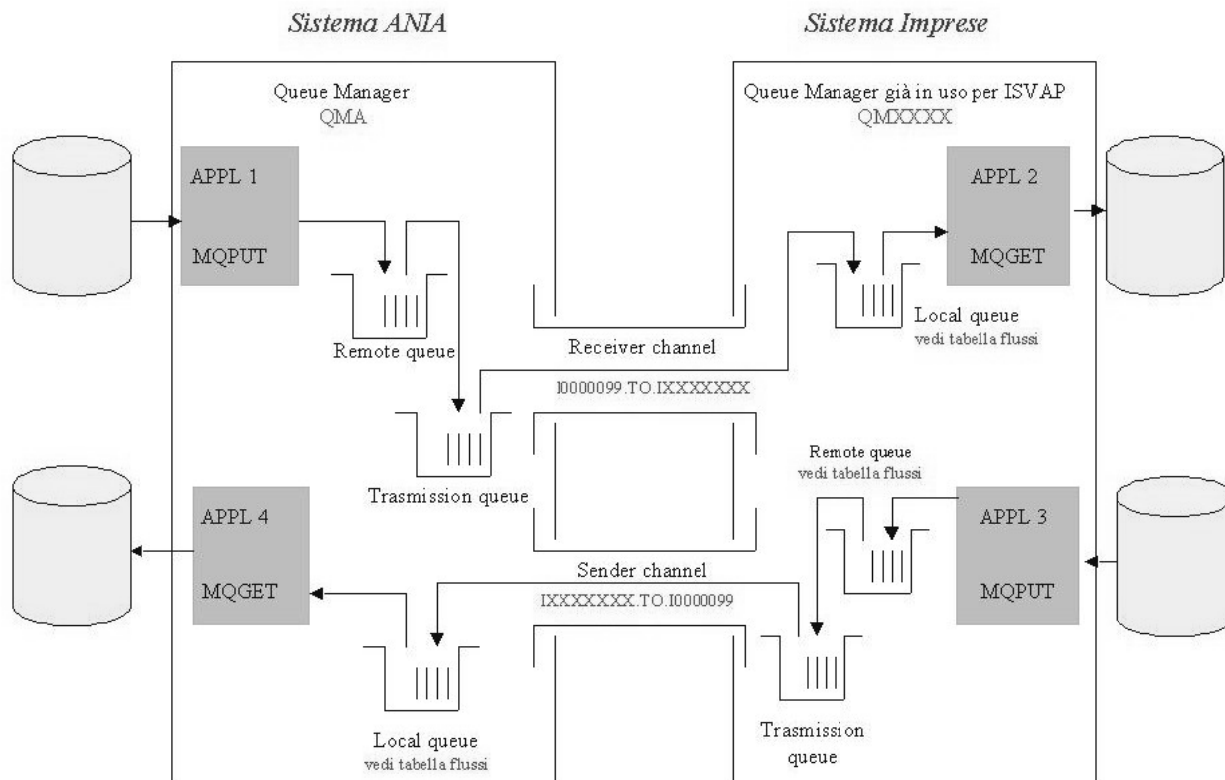 Sistema ANIA
Sistema Imprese
Queue Manager
QMA
Queue Manager già in uso per ISVAP
QMXXXX
APPL 1
MQPUT
APPL 2
MQGET
Remote queue
Receiver channel
Local queue
vedi tabella flussi
I0000099.TO.IXXXXXXX
Trasmission queue
Remote queue
vedi tabella flussi
APPL 4
MQGET
APPL 3
MQPUT
Sender channel
IXXXXXXX.TO.I0000099
Local queue
vedi tabella flussi
Trasmission
queue